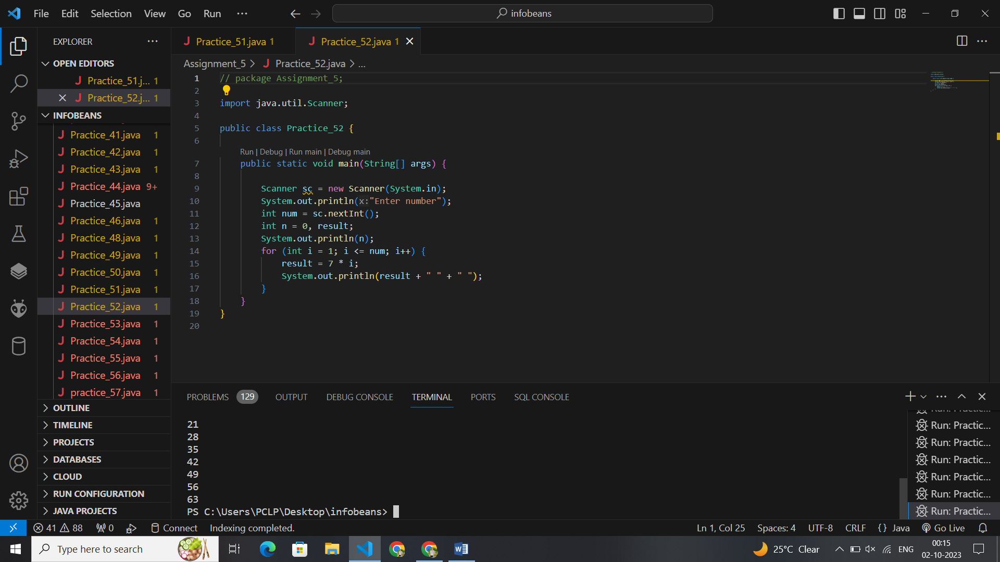 File Edit Selection View Go Run ···
infobeans
EXPLORER ···
OPEN EDITORS
Practice_51.j... 1
Practice_52.j... 1
INFOBEANS
Practice_41.java 1
Practice_42.java 1
Practice_43.java 1
Practice_44.java 9+
Practice_45.java
Practice_46.java 1
Practice_48.java 1
Practice_49.java 1
Practice_50.java 1
Practice_51.java 1
Practice_52.java 1
Practice_53.java 1
Practice_54.java 1
Practice_55.java 1
Practice_56.java 1
practice_57.java 1
OUTLINE
TIMELINE
PROJECTS
DATABASES
CLOUD
RUN CONFIGURATION
JAVA PROJECTS
Practice_51.java 1
Practice_52.java 1
Assignment_5 > Practice_52.java > ...
1 // package Assignment_5;
2
3 import java.util.Scanner;
4
5 public class Practice_52 {
6
Run | Debug | Run main | Debug main
7 public static void main(String[] args) {
8
9 Scanner sc = new Scanner(System.in);
10 System.out.println(x:"Enter number");
11 int num = sc.nextInt();
12 int n = 0, result;
13 System.out.println(n);
14 for (int i = 1; i <= num; i++) {
15 result = 7 * i;
16 System.out.println(result + " " + " ");
17 }
18 }
19 }
20
PROBLEMS 129 OUTPUT DEBUG CONSOLE TERMINAL PORTS SQL CONSOLE
21
28
35
42
49
56
63
PS C:\Users\PCLP\Desktop\infobeans>
Run: Practic...
Run: Practic...
Run: Practic...
Run: Practic...
Run: Practic...
Run: Practic...
41 88 0 Connect Indexing completed.
Ln 1, Col 25 Spaces: 4 UTF-8 CRLF {} Java Go Live
Type here to search
25°C Clear
ENG
00:15
02-10-2023